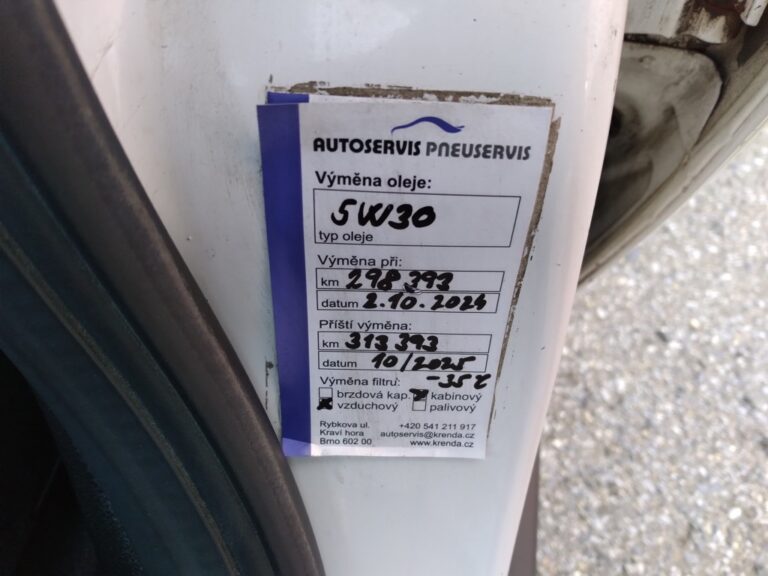 AUTOSERVIS PNEUSERVIS
Výměna oleje:
5W30
typ oleje
Výměna při:
km 298 393
datum 2.10.2024
Příští výměna:
km 313 393
datum 10/2025
Výměna filtru: -35°C
brzdová kap. kabinový
vzduchový palivový
Rybkova ul. +420 541 211 917
Kraví hora autoservis@krenda.cz
Brno 602 00 www.krenda.cz